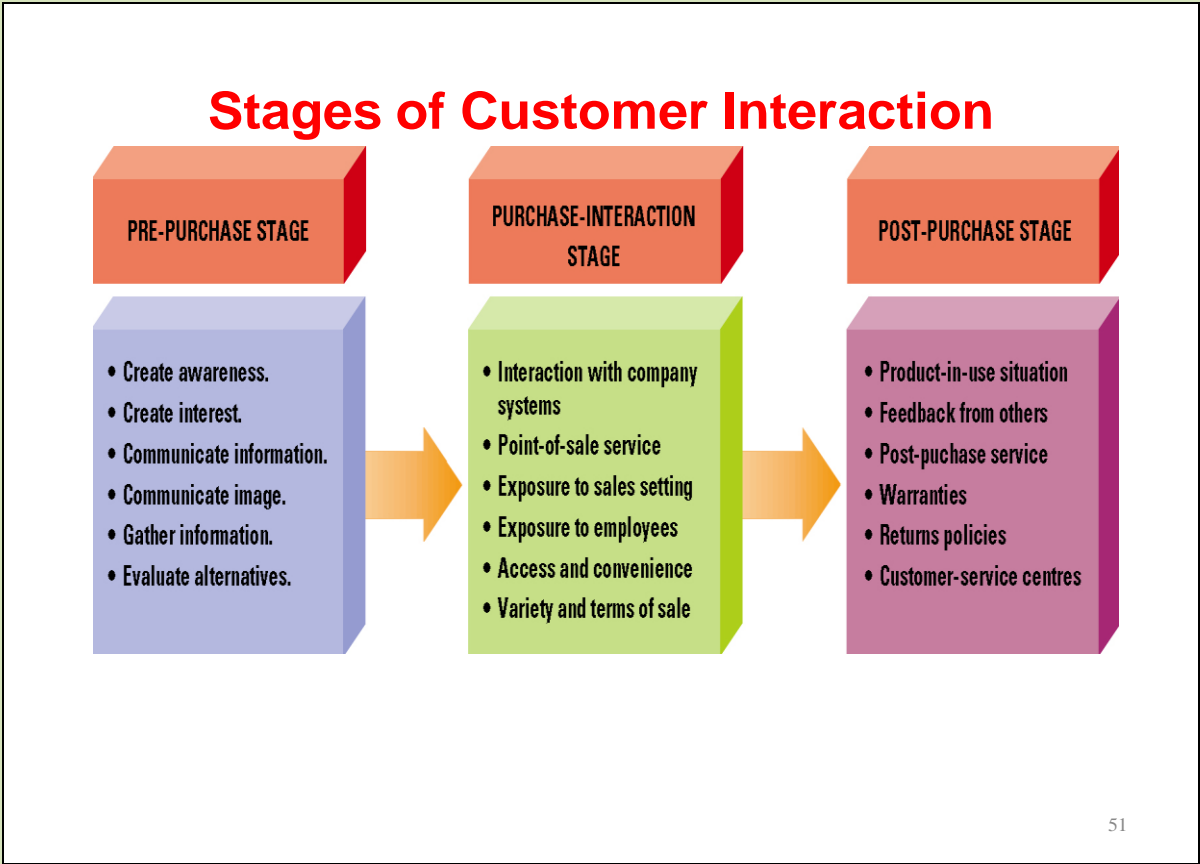 Stages of Customer Interaction
PRE-PURCHASE STAGE
• Create awareness.
• Create interest.
• Communicate information.
• Communicate image.
• Gather information.
• Evaluate alternatives.
PURCHASE-INTERACTION
STAGE
• Interaction with company
systems
• Point-of-sale service
• Exposure to sales setting
• Exposure to employees
• Access and convenience
• Variety and terms of sale
POST-PURCHASE STAGE
• Product-in-use situation
• Feedback from others
• Post-puchase service
• Warranties
• Returns policies
• Customer-service centres
51